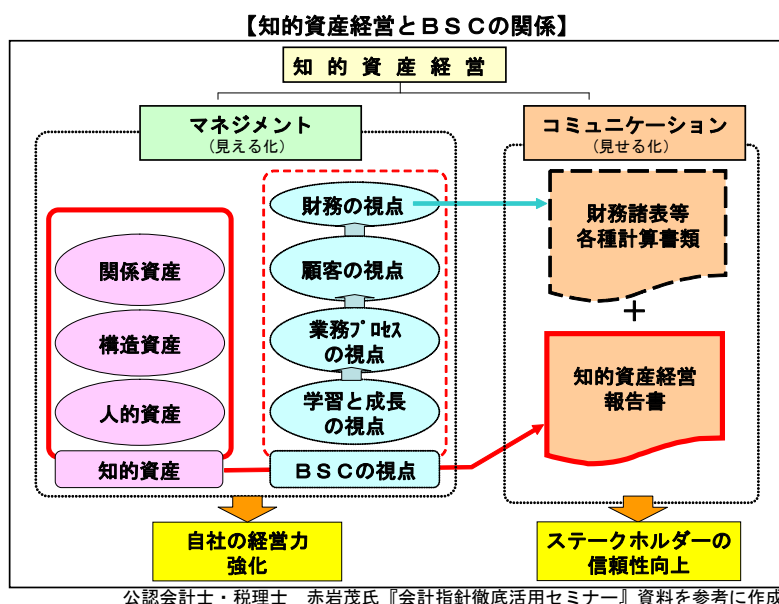 【知的資産経営とＢＳＣの関係】
知的資産経営
マネジメント
(見える化)
コミュニケーション
(見せる化)
関係資産
構造資産
人的資産
知的資産
財務の視点
顧客の視点
業務ﾌﾟﾛｾｽ
の視点
学習と成長
の視点
ＢＳＣの視点
財務諸表等
各種計算書類
＋
知的資産経営
報告書
自社の経営力
強化
ステークホルダーの
信頼性向上
公認会計士・税理士　赤岩茂氏『会計指針徹底活用セミナー』資料を参考に作成